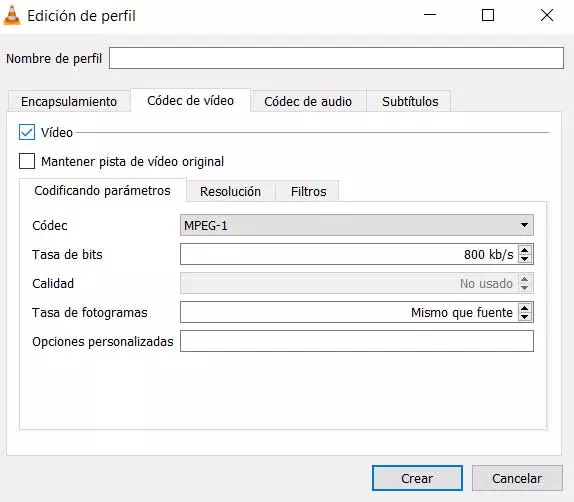 Edición de perfil
Nombre de perfil
Encapsulamiento Códec de vídeo Códec de audio Subtítulos
Vídeo
Mantener pista de vídeo original
Codificando parámetros Resolución Filtros
Códec MPEG-1
Tasa de bits 800 kb/s
Calidad No usado
Tasa de fotogramas Mismo que fuente
Opciones personalizadas
Crear Cancelar